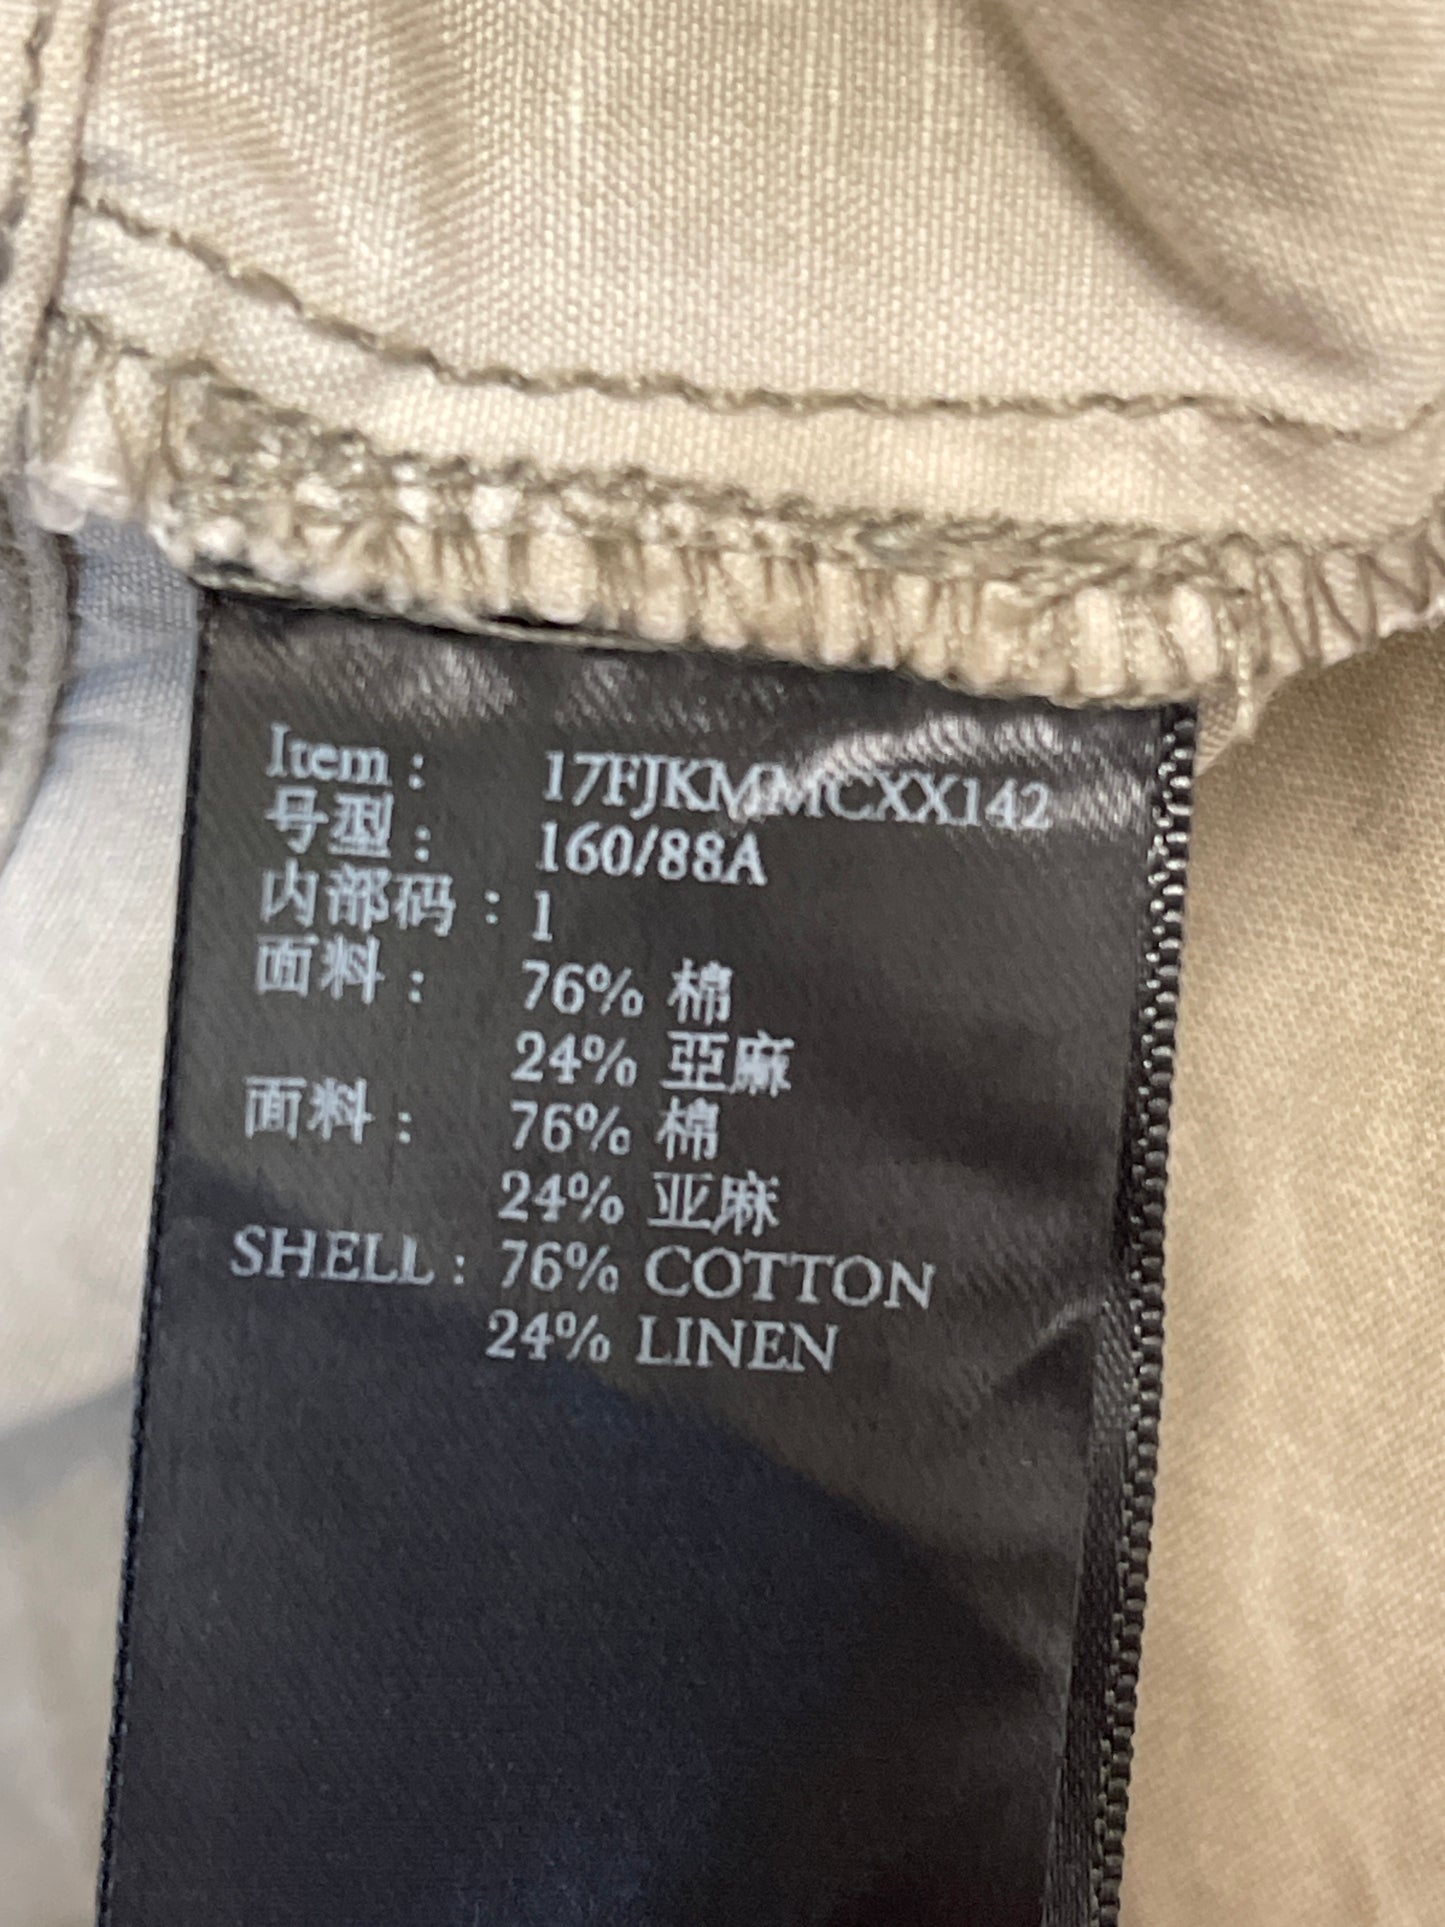 Item : 17FJKMMCXX142
号型 : 160/88A
内部码 : 1
面料 : 76% 棉
24% 亞麻
面料 : 76% 棉
24% 亚麻
SHELL : 76% COTTON
24% LINEN